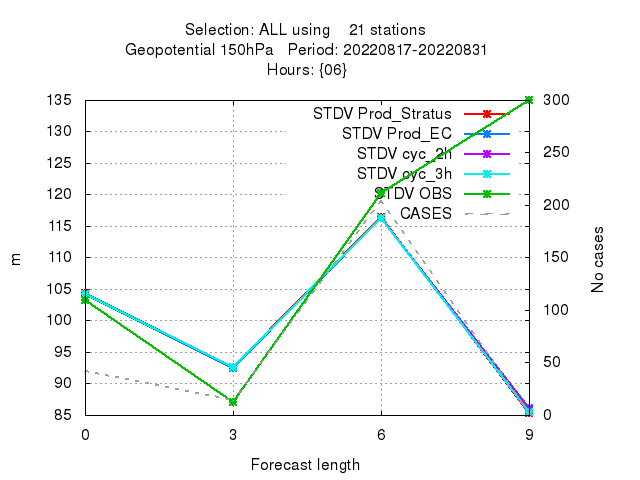 Selection: ALL using    21 stations
Geopotential 150hPa   Period: 20220817-20220831
Hours: {06}
135
130
125
120
115
110
105
100
95
90
85
m
STDV Prod_Stratus
STDV Prod_EC
STDV cyc_2h
STDV cyc_3h
STDV OBS
CASES
300
250
200
150
100
50
0
No cases
0 3 6 9
Forecast length